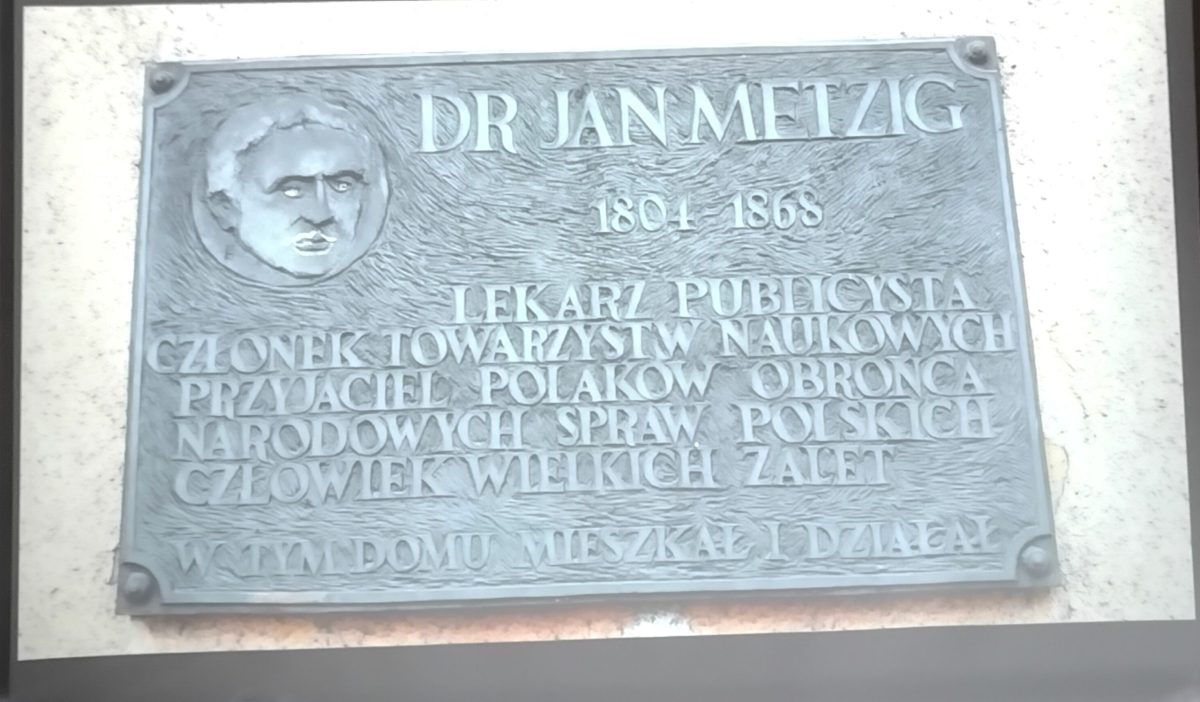 DR JAN METZIG
1804 - 1868
LEKARZ PUBLICYSTA
CZŁONEK TOWARZYSTW NAUKOWYCH
PRZYJACIEL POLAKÓW OBROŃCA
NARODOWYCH SPRAW POLSKICH
CZŁOWIEK WIELKICH ZALET
W TYM DOMU MIESZKAŁ I DZIAŁAŁ